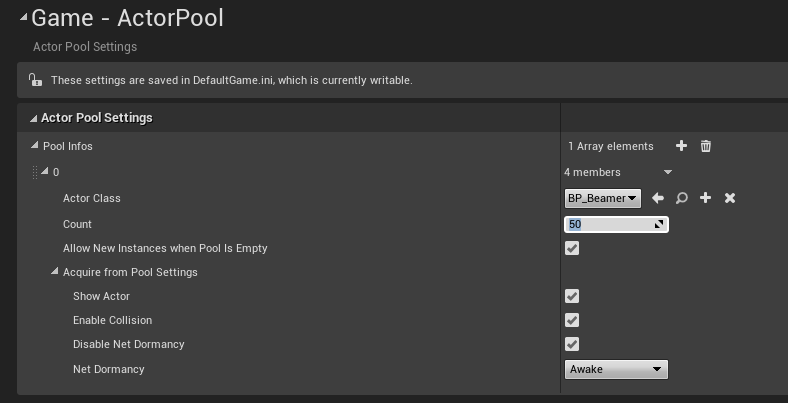 Game - ActorPool
Actor Pool Settings
These settings are saved in DefaultGame.ini, which is currently writable.
Actor Pool Settings
Pool Infos 1 Array elements
0 4 members
Actor Class BP_Beamer
Count 50
Allow New Instances when Pool Is Empty
Acquire from Pool Settings
Show Actor
Enable Collision
Disable Net Dormancy
Net Dormancy Awake